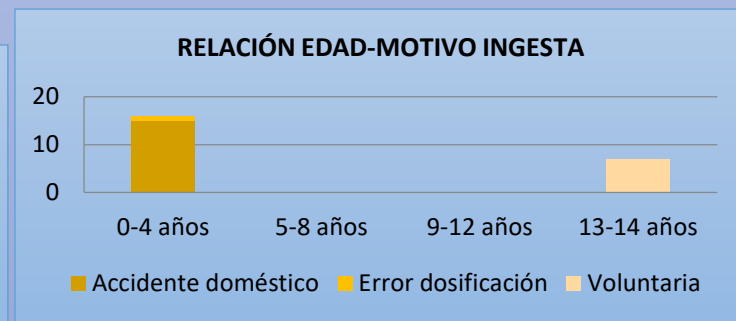 RELACIÓN EDAD-MOTIVO INGESTA
20
10
0
0-4 años 5-8 años 9-12 años 13-14 años
Accidente doméstico Error dosificación Voluntaria